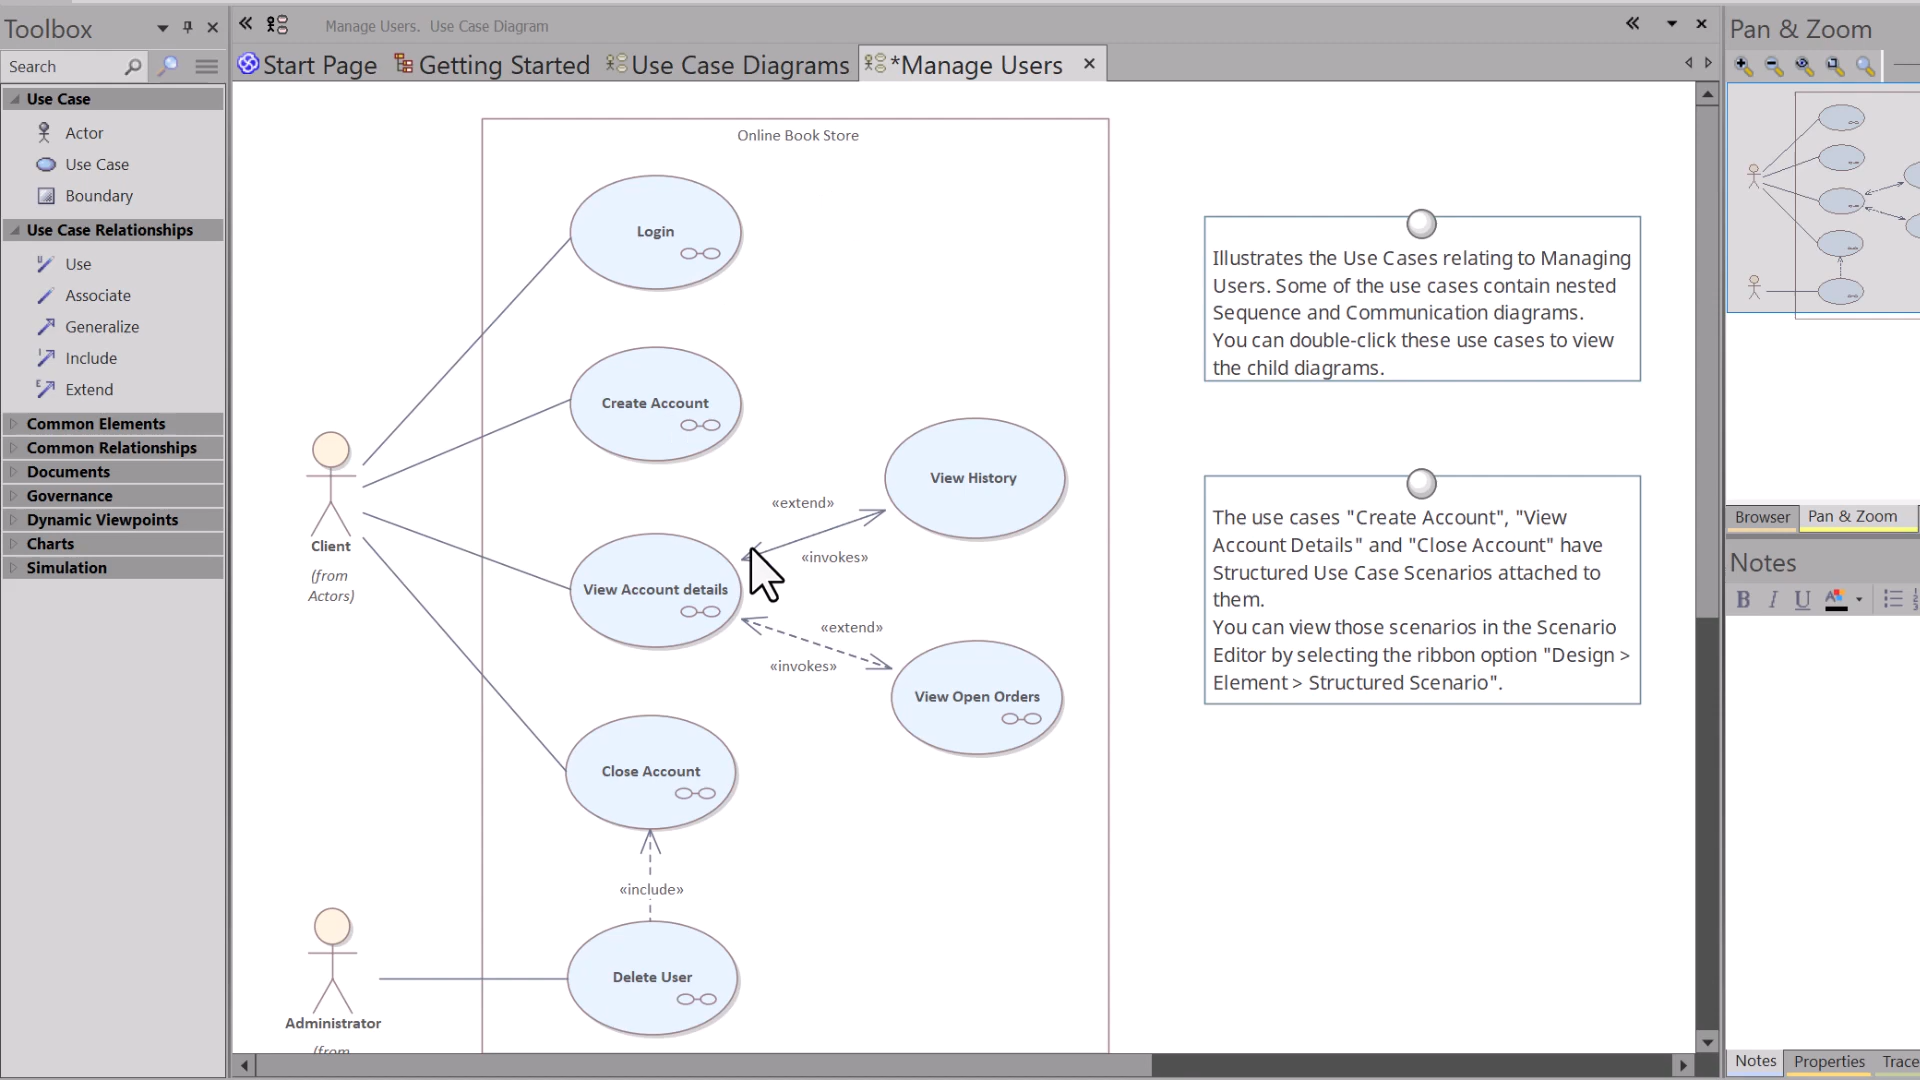 Toolbox
Manage Users.  Use Case Diagram
Pan & Zoom
Search
Start Page
Getting Started
Use Case Diagrams
*Manage Users
Use Case
Actor
Use Case
Boundary
Use Case Relationships
Use
Associate
Generalize
Include
Extend
Common Elements
Common Relationships
Documents
Governance
Dynamic Viewpoints
Charts
Simulation
Online Book Store
Login
Create Account
View History
«extend»
«invokes»
View Account details
«extend»
«invokes»
View Open Orders
Close Account
«include»
Delete User
Client
(from
Actors)
Administrator
(from
Illustrates the Use Cases relating to Managing
Users. Some of the use cases contain nested
Sequence and Communication diagrams.
You can double-click these use cases to view
the child diagrams.
The use cases "Create Account", "View
Account Details" and "Close Account" have
Structured Use Case Scenarios attached to
them.
You can view those scenarios in the Scenario
Editor by selecting the ribbon option "Design >
Element > Structured Scenario".
Browser
Pan & Zoom
Notes
B I U A
Notes
Properties
Trace